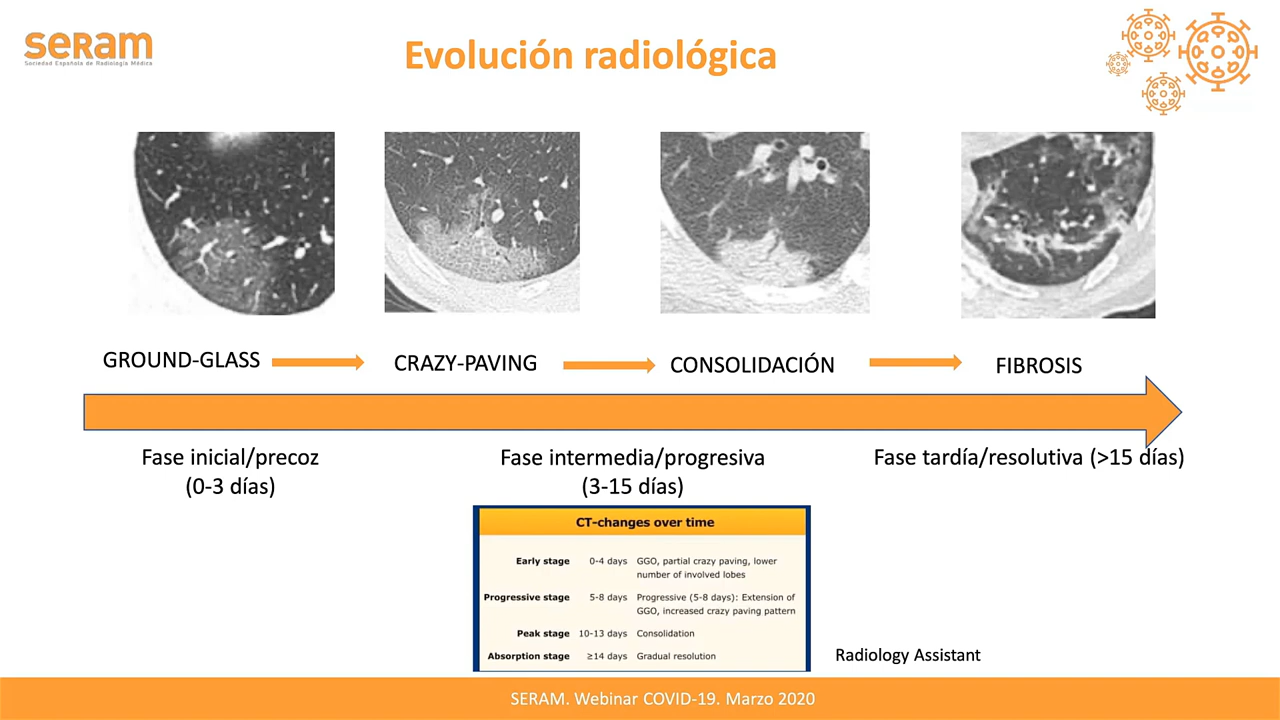 seram
Sociedad Española de Radiología Médica
Evolución radiológica
GROUND-GLASS
CRAZY-PAVING
CONSOLIDACIÓN
FIBROSIS
Fase inicial/precoz
(0-3 días)
Fase intermedia/progresiva
(3-15 días)
Fase tardía/resolutiva (>15 días)
CT-changes over time
Early stage 0-4 days GGO, partial crazy paving, lower
number of involved lobes
Progressive stage 5-8 days Progressive (5-8 days): Extension of
GGO, increased crazy paving pattern
Peak stage 10-13 days Consolidation
Absorption stage ≥14 days Gradual resolution
Radiology Assistant
SERAM. Webinar COVID-19. Marzo 2020